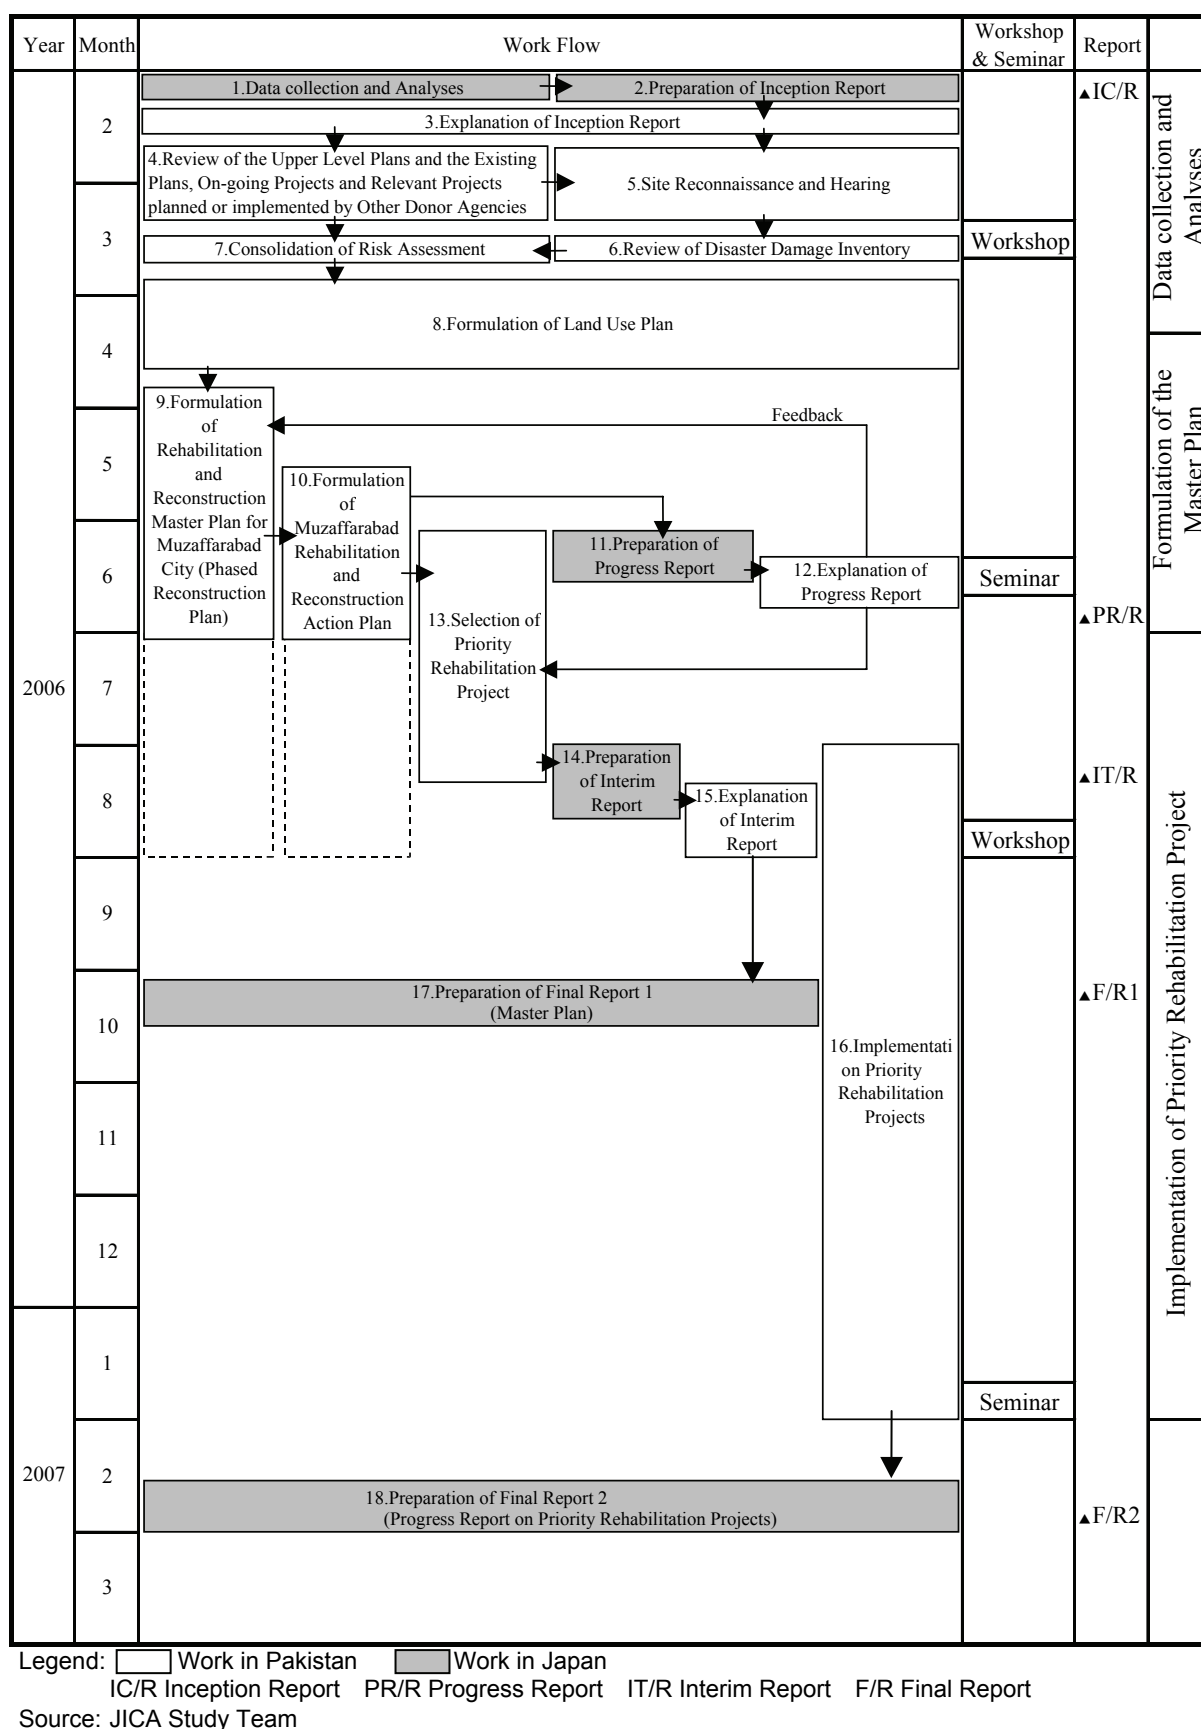 Year
Month
Work Flow
Workshop
& Seminar
Report
2006
2007
2
3
4
5
6
7
8
9
10
11
12
1
2
3
1.Data collection and Analyses
2.Preparation of Inception Report
3.Explanation of Inception Report
4.Review of the Upper Level Plans and the Existing
Plans, On-going Projects and Relevant Projects
planned or implemented by Other Donor Agencies
5.Site Reconnaissance and Hearing
7.Consolidation of Risk Assessment
6.Review of Disaster Damage Inventory
8.Formulation of Land Use Plan
9.Formulation
of
Rehabilitation
and
Reconstruction
Master Plan for
Muzaffarabad
City (Phased
Reconstruction
Plan)
Feedback
10.Formulation
of
Muzaffarabad
Rehabilitation
and
Reconstruction
Action Plan
11.Preparation of
Progress Report
12.Explanation of
Progress Report
13.Selection of
Priority
Rehabilitation
Project
14.Preparation
of Interim
Report
15.Explanation
of Interim
Report
16.Implementati
on Priority
Rehabilitation
Projects
17.Preparation of Final Report 1
(Master Plan)
18.Preparation of Final Report 2
(Progress Report on Priority Rehabilitation Projects)
Workshop
Seminar
Workshop
Seminar
▲IC/R
▲PR/R
▲IT/R
▲F/R1
▲F/R2
Data collection and
Analyses
Formulation of the
Master Plan
Implementation of Priority Rehabilitation Project
Legend: Work in Pakistan Work in Japan
IC/R Inception Report PR/R Progress Report IT/R Interim Report F/R Final Report
Source: JICA Study Team